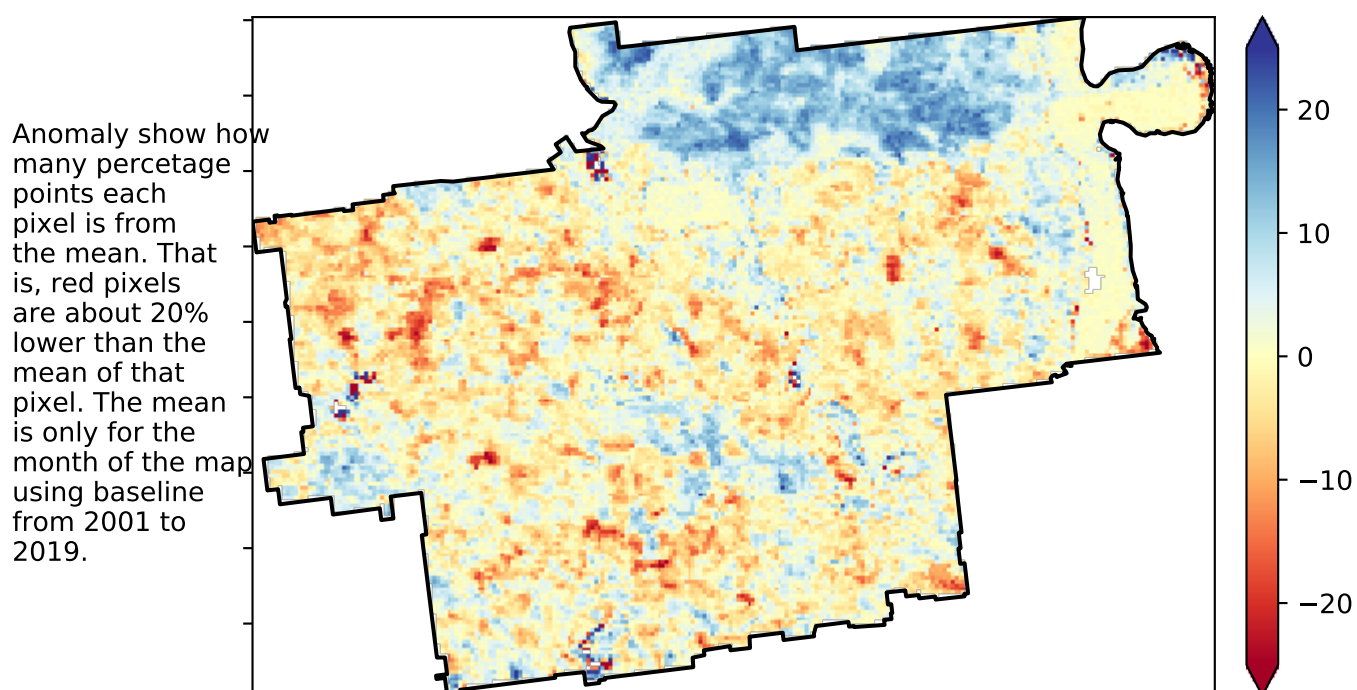 Anomaly show how
many percetage
points each
pixel is from
the mean. That
is, red pixels
are about 20%
lower than the
mean of that
pixel. The mean
is only for the
month of the map
using baseline
from 2001 to
2019.
20
10
0
−10
−20